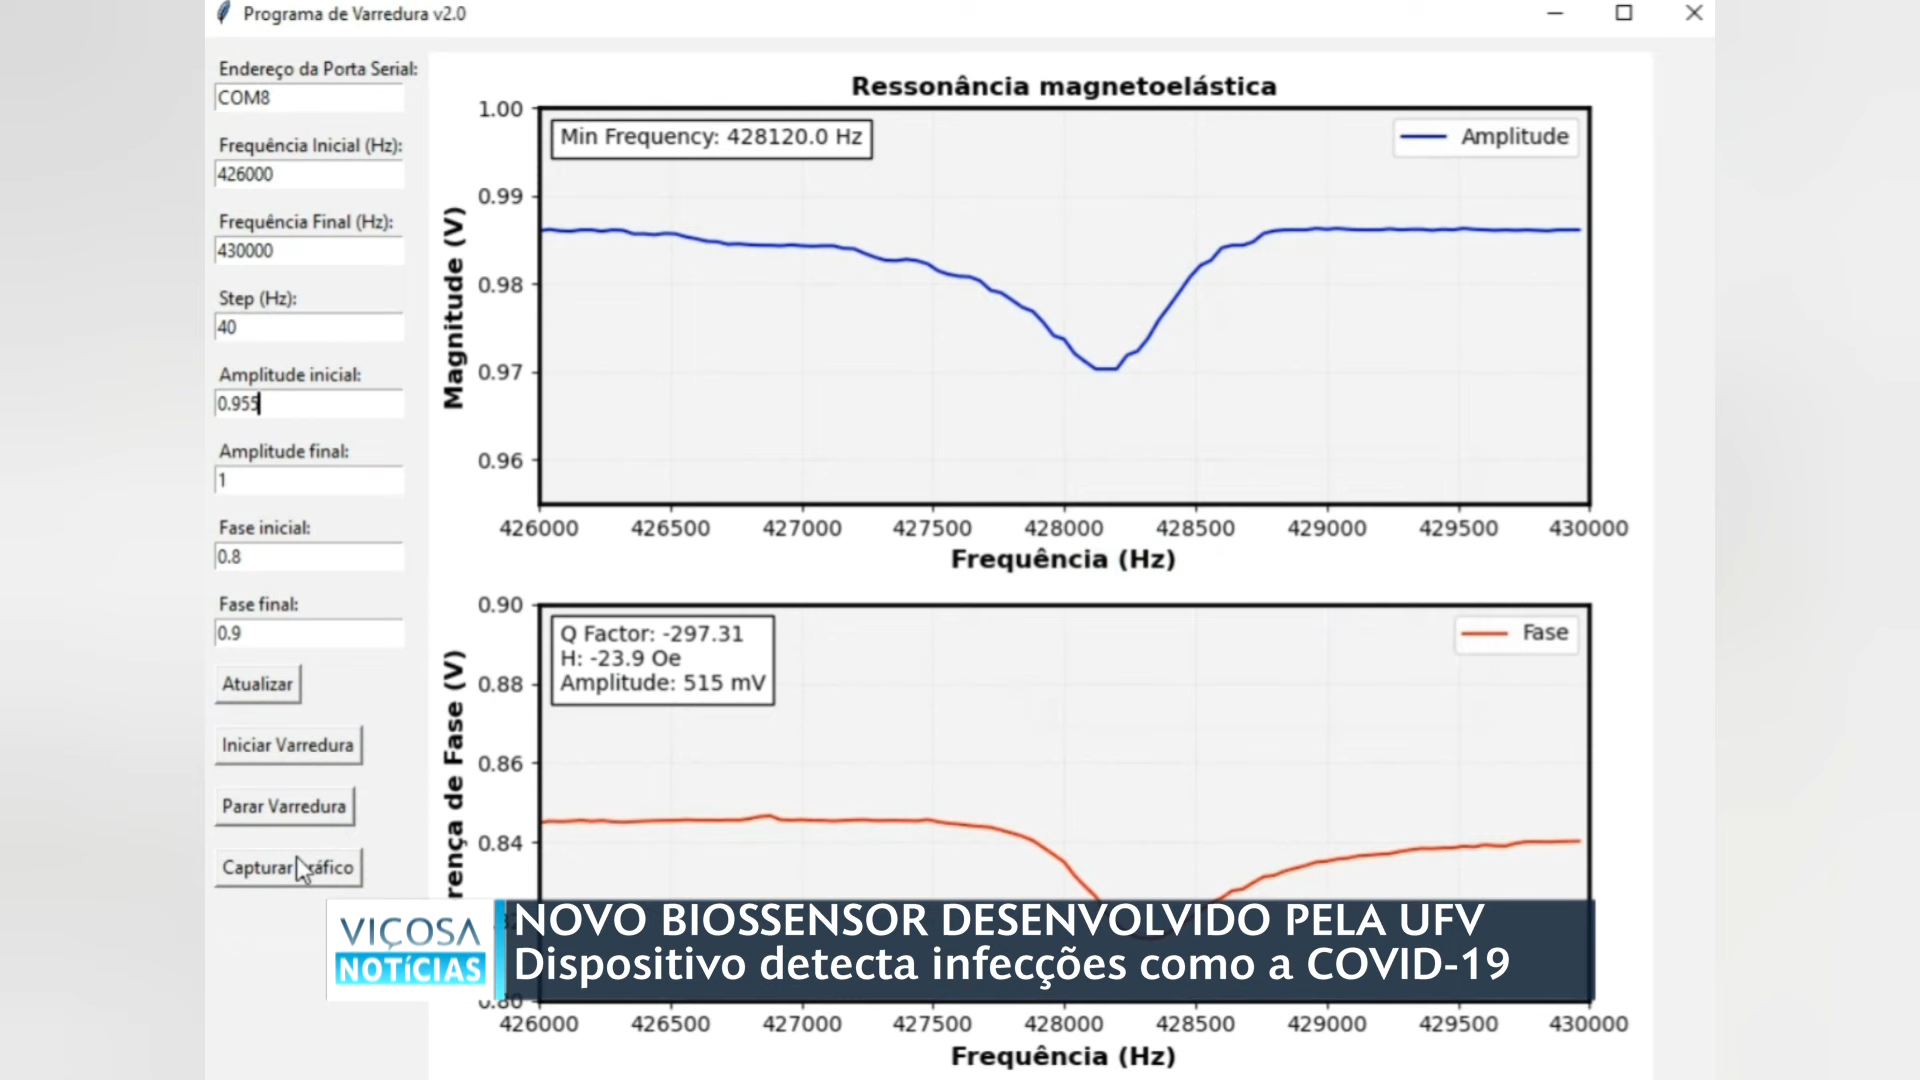 Programa de Varredura v2.0
Endereço da Porta Serial:
COM8
Frequência Inicial (Hz):
426000
Frequência Final (Hz):
430000
Step (Hz):
40
Amplitude inicial:
0.955
Amplitude final:
1
Fase inicial:
0.8
Fase final:
0.9
Atualizar
Iniciar Varredura
Parar Varredura
Capturar
Ressonância magnetoelástica
Min Frequency: 428120.0 Hz
Amplitude
Magnitude (V)
1.00
0.99
0.98
0.97
0.96
426000 426500 427000 427500 428000 428500 429000 429500 430000
Frequência (Hz)
Q Factor: -297.31
H: -23.9 Oe
Amplitude: 515 mV
Fase
rença de Fase (V)
0.90
0.88
0.86
0.84
0.80
426000 426500 427000 427500 428000 428500 429000 429500 430000
Frequência (Hz)
VIÇOSA
NOTíCIAS
NOVO BIOSSENSOR DESENVOLVIDO PELA UFV
Dispositivo detecta infecções como a COVID-19